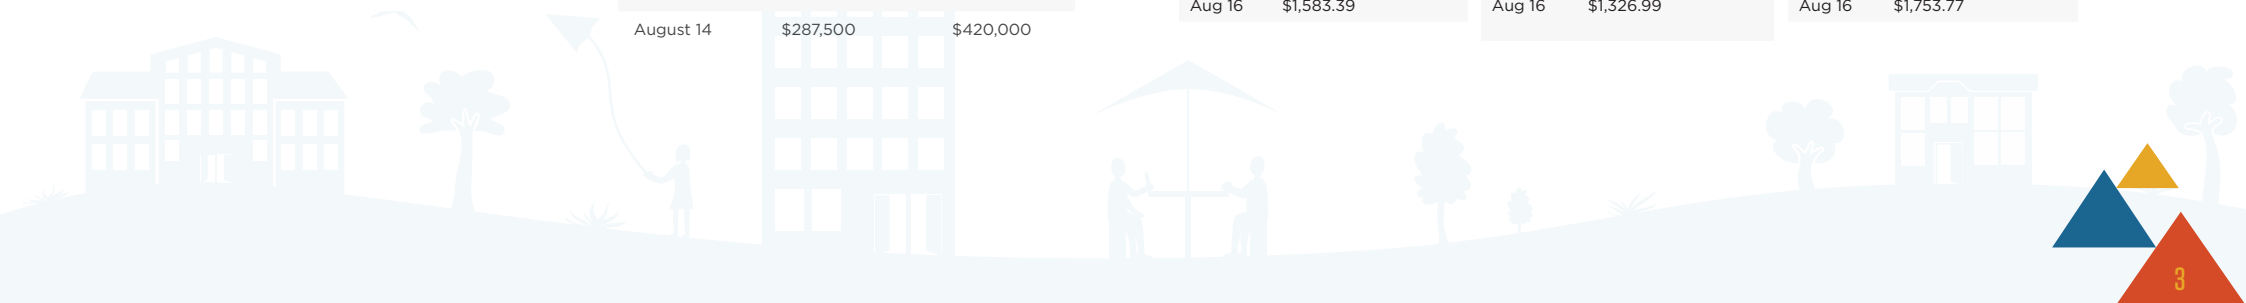 August 14 $287,500 $420,000
Aug 16 $1,583.39
Aug 16 $1,326.99
Aug 16 $1,753.77
3